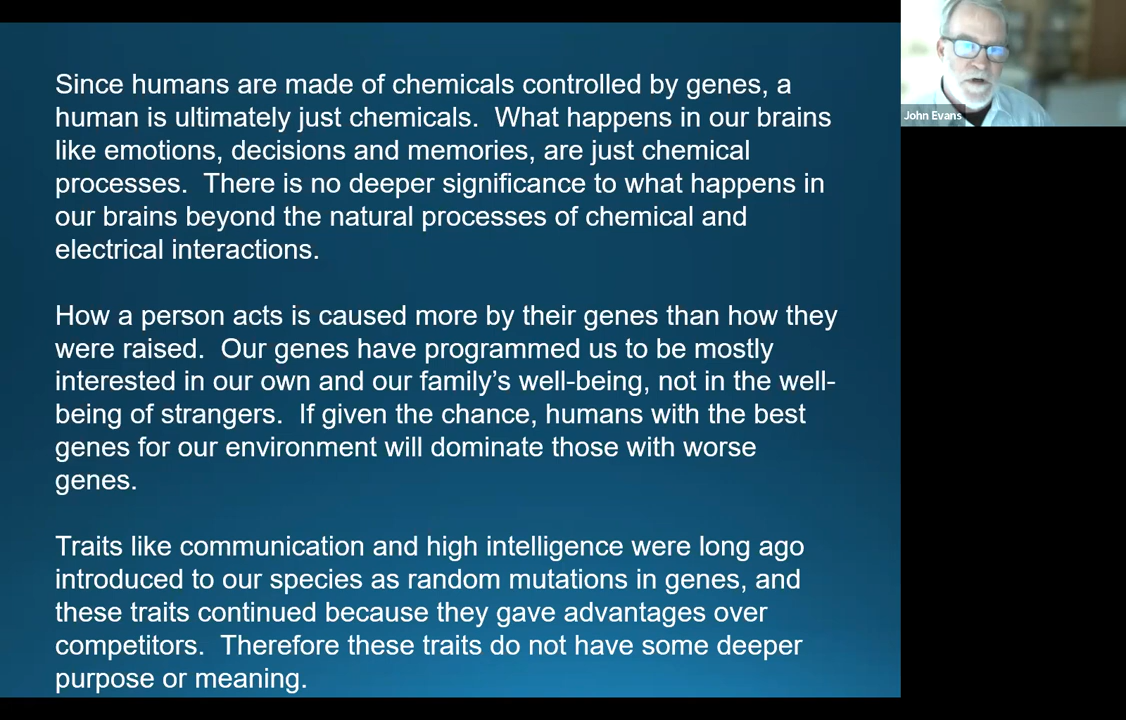 Since humans are made of chemicals controlled by genes, a
human is ultimately just chemicals.  What happens in our brains
like emotions, decisions and memories, are just chemical
processes.  There is no deeper significance to what happens in
our brains beyond the natural processes of chemical and
electrical interactions.
How a person acts is caused more by their genes than how they
were raised.  Our genes have programmed us to be mostly
interested in our own and our family’s well-being, not in the well-
being of strangers.  If given the chance, humans with the best
genes for our environment will dominate those with worse
genes.
Traits like communication and high intelligence were long ago
introduced to our species as random mutations in genes, and
these traits continued because they gave advantages over
competitors.  Therefore these traits do not have some deeper
purpose or meaning.
John Evans